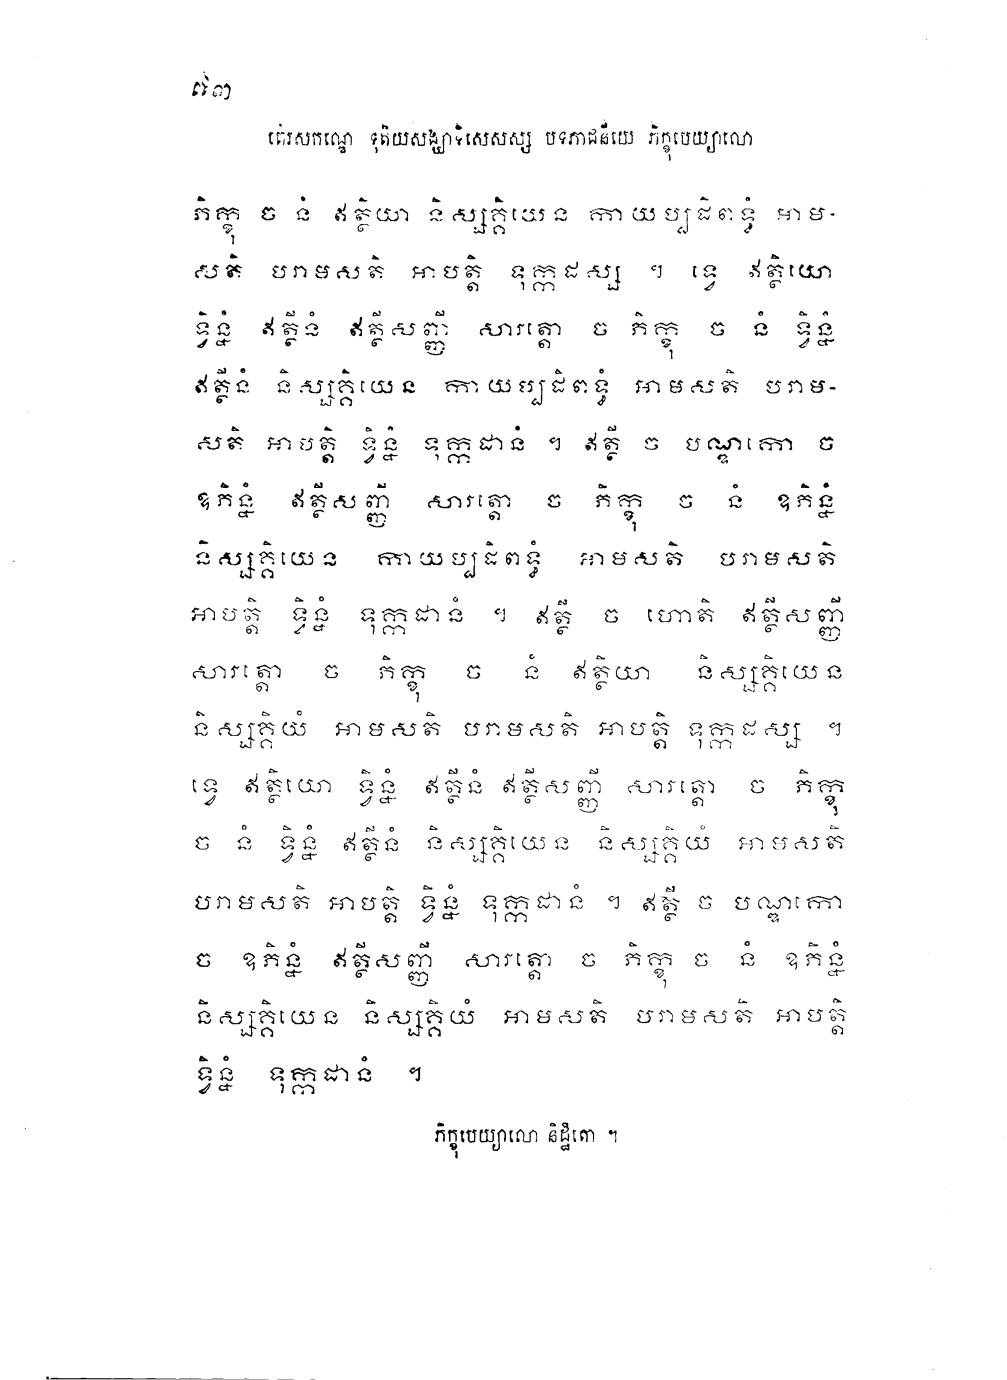 ៧៣
តេរសកណ្ឌេ ទុតិយសង្ឃាទិសេសស្ស បទភាជនីយេ ភិក្ខុបេយ្យាលោ
ភិក្ខុ ច នំ ឥត្ថិយា និស្សគ្គិយេន កាយប្បដិពទ្ធំ អាម-
សតិ បរាមសតិ អាបត្តិ ទុក្កដស្ស ។ ទ្វេ ឥត្ថិយោ
ទ្វិន្នំ ឥត្ថីនំ ឥត្ថីសញ្ញី សារត្តោ ច ភិក្ខុ ច នំ ទ្វិន្នំ
ឥត្ថីនំ និស្សគ្គិយេន កាយប្បដិពទ្ធំ អាមសតិ បរាម-
សតិ អាបត្តិ ទ្វិន្នំ ទុក្កដានំ ។ ឥត្ថី ច បណ្ឌកោ ច
ឧភិន្នំ ឥត្ថីសញ្ញី សារត្តោ ច ភិក្ខុ ច នំ ឧភិន្នំ
និស្សគ្គិយេន កាយប្បដិពទ្ធំ អាមសតិ បរាមសតិ
អាបត្តិ ទ្វិន្នំ ទុក្កដានំ ។ ឥត្ថី ច ហោតិ ឥត្ថីសញ្ញី
សារត្តោ ច ភិក្ខុ ច នំ ឥត្ថិយា និស្សគ្គិយេន
និស្សគ្គិយំ អាមសតិ បរាមសតិ អាបត្តិ ទុក្កដស្ស ។
ទ្វេ ឥត្ថិយោ ទ្វិន្នំ ឥត្ថីនំ ឥត្ថីសញ្ញី សារត្តោ ច ភិក្ខុ
ច នំ ទ្វិន្នំ ឥត្ថីនំ និស្សគ្គិយេន និស្សគ្គិយំ អាមសតិ
បរាមសតិ អាបត្តិ ទ្វិន្នំ ទុក្កដានំ ។ ឥត្ថី ច បណ្ឌកោ
ច ឧភិន្នំ ឥត្ថីសញ្ញី សារត្តោ ច ភិក្ខុ ច នំ ឧភិន្នំ
និស្សគ្គិយេន និស្សគ្គិយំ អាមសតិ បរាមសតិ អាបត្តិ
ទ្វិន្នំ ទុក្កដានំ ។
ភិក្ខុបេយ្យាលោ និដ្ឋិតោ ។